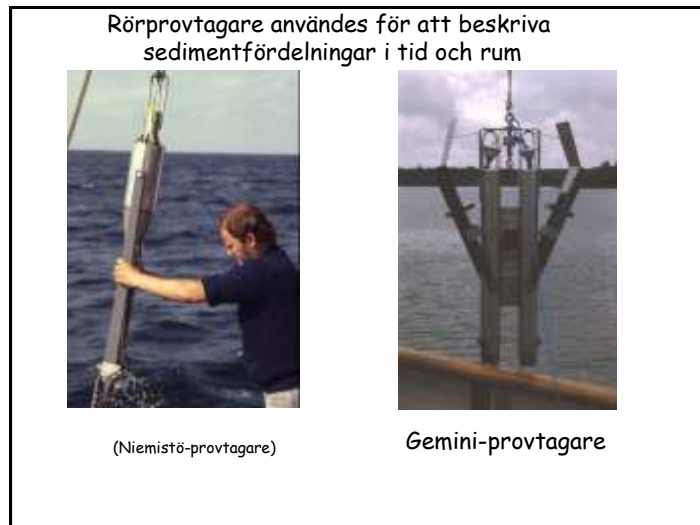 Rörprovtagare användes för att beskriva
sedimentfördelningar i tid och rum
(Niemistö-provtagare)
Gemini-provtagare